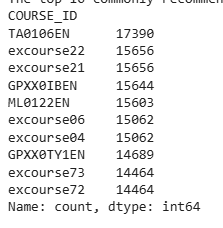 The top 10 commonly recommen
COURSE_ID
TA0106EN 17390
excourse22 15656
excourse21 15656
GPXX0IBEN 15644
ML0122EN 15603
excourse06 15062
excourse04 15062
GPXX0TY1EN 14689
excourse73 14464
excourse72 14464
Name: count, dtype: int64